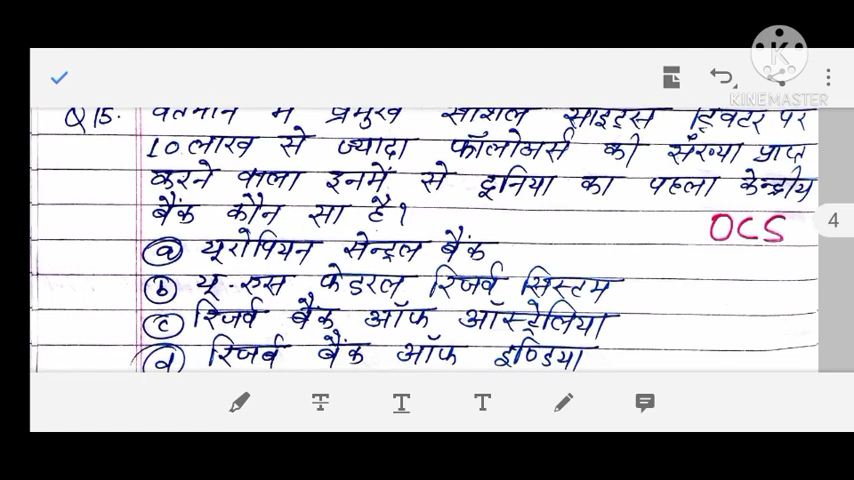 KINEMASTER
Q15. वर्तमान में प्रमुख सोशल साइट्स ट्विटर पर
10 लाख से ज्यादा फॉलोअर्स की संख्या प्राप्त
करने वाला इनमें से दुनिया का पहला केन्द्रीय
बैंक कौन सा है?
OCS
4
(a) यूरोपियन सेन्ट्रल बैंक
(b) यू. एस फेडरल रिजर्व सिस्टम
(c) रिजर्व बैंक ऑफ ऑस्ट्रेलिया
(d) रिजर्ब बैंक ऑफ इण्डिया
T T T